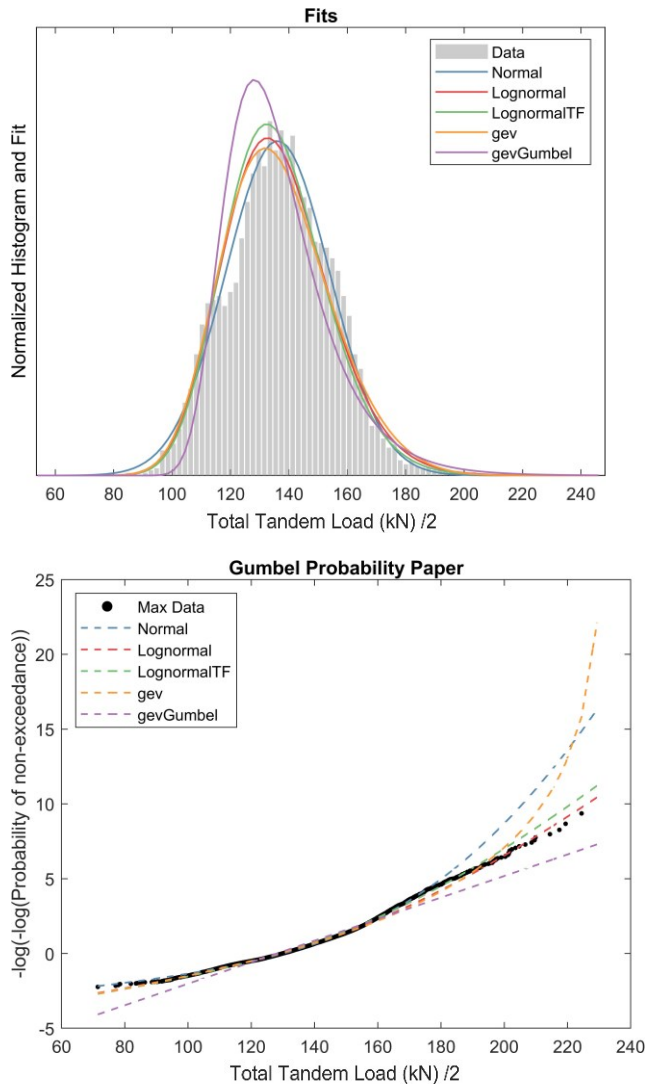 Fits
Normalized Histogram and Fit
Data
Normal
Lognormal
LognormalTF
gev
gevGumbel
60 80 100 120 140 160 180 200 220 240
Total Tandem Load (kN) /2
Gumbel Probability Paper
-log(-log(Probability of non-exceedance))
25
20
15
10
5
0
-5
Max Data
Normal
Lognormal
LognormalTF
gev
gevGumbel
60 80 100 120 140 160 180 200 220 240
Total Tandem Load (kN) /2